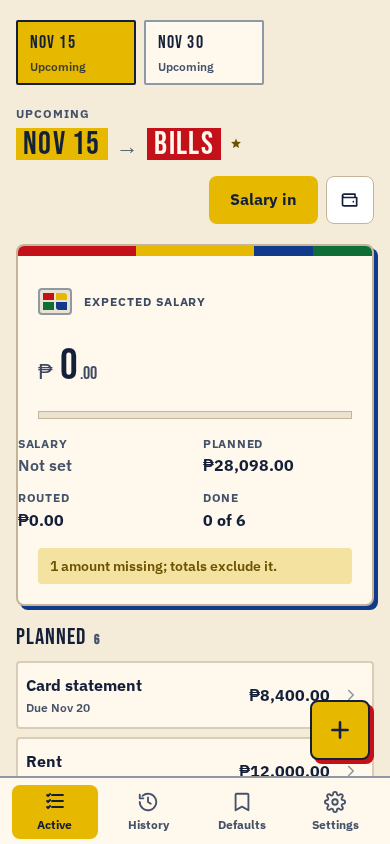 NOV 15
Upcoming
NOV 30
Upcoming
UPCOMING
NOV 15 → BILLS ★
Salary in
EXPECTED SALARY
₱ 0.00
SALARY
Not set
PLANNED
₱28,098.00
ROUTED
₱0.00
DONE
0 of 6
1 amount missing; totals exclude it.
PLANNED 6
Card statement
Due Nov 20
₱8,400.00
Rent
₱12,000.00
Active
History
Defaults
Settings